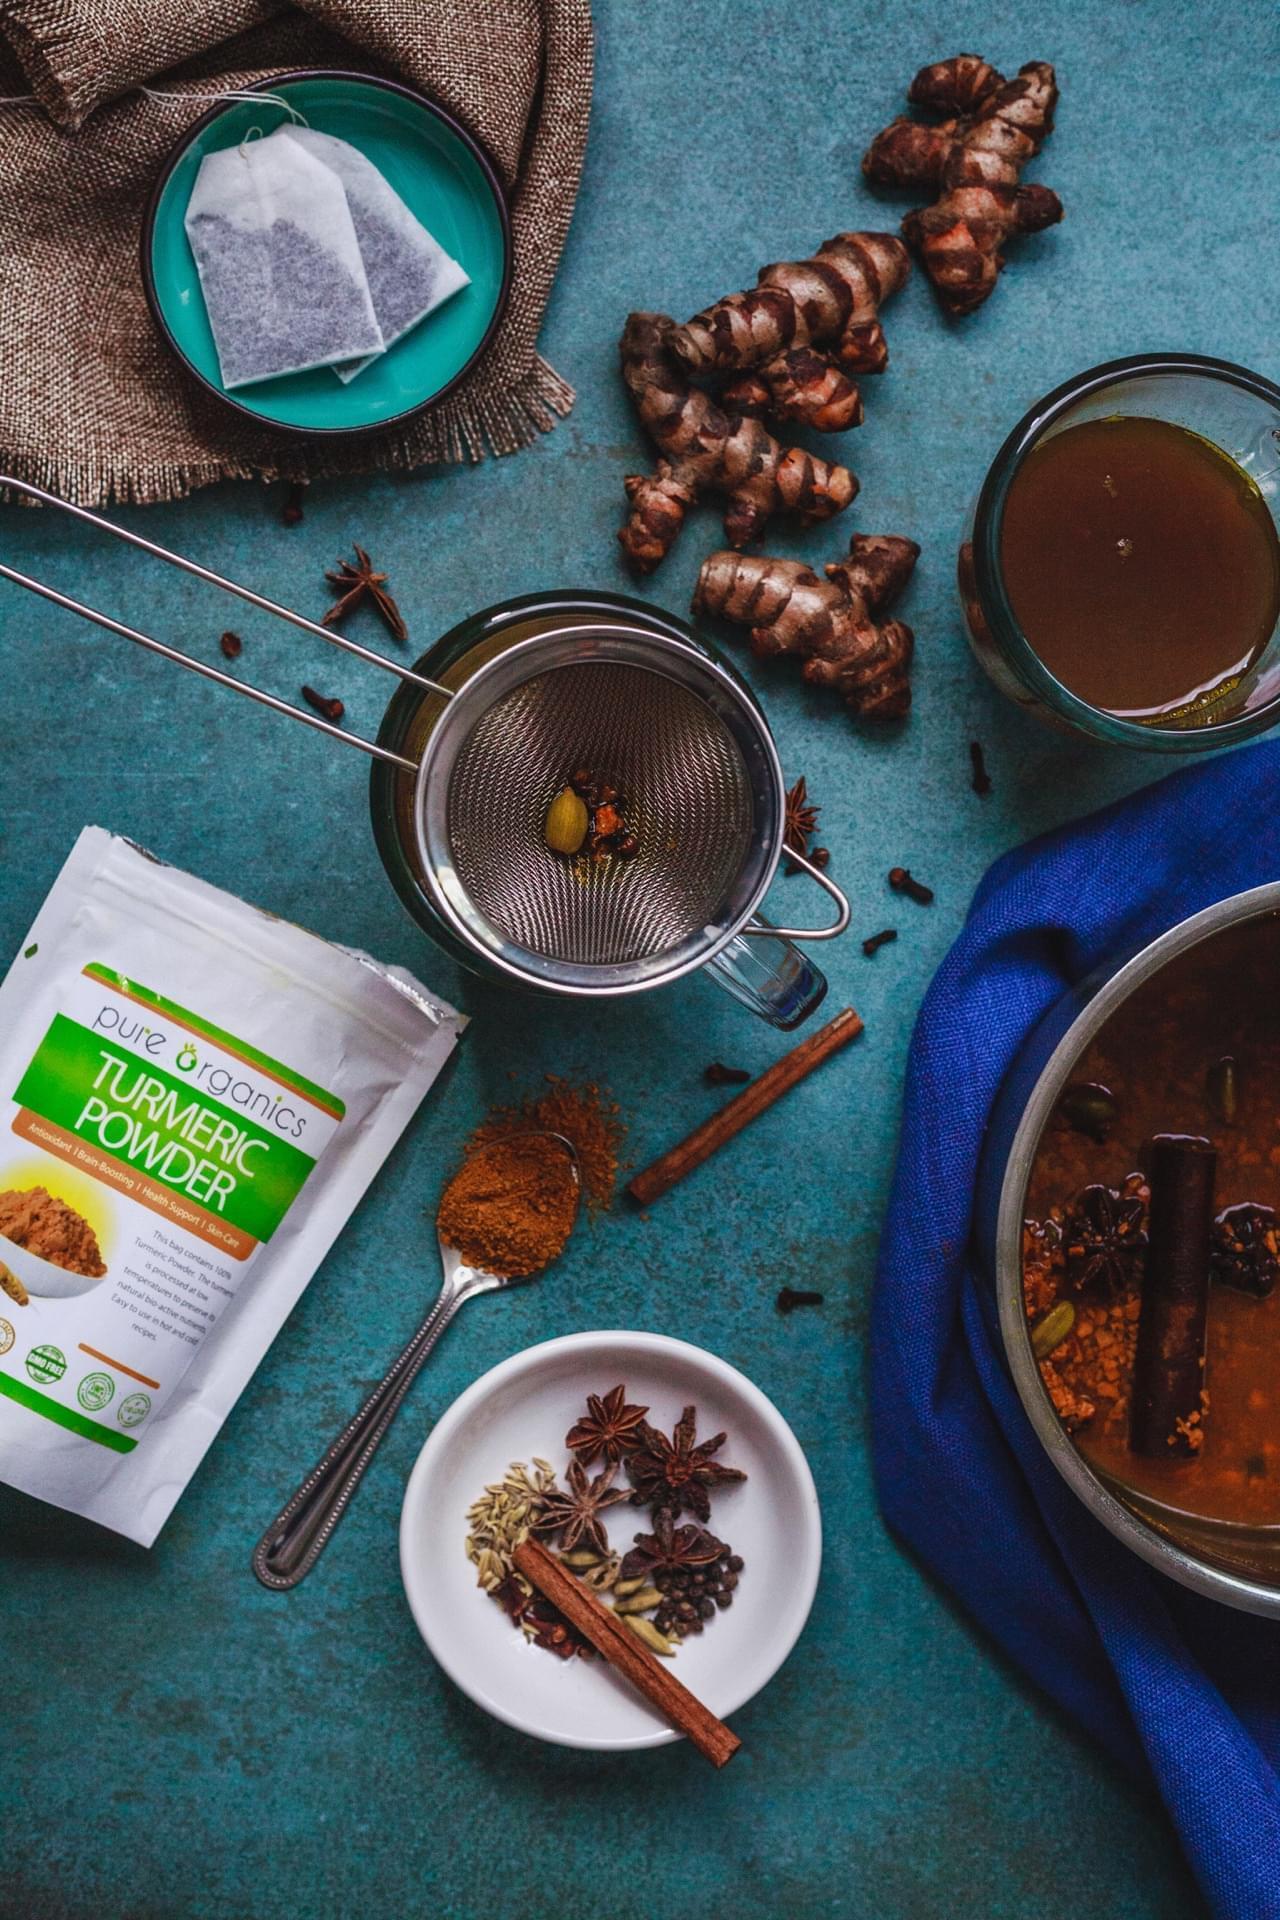 pure Organics
TURMERIC
POWDER
Antioxidant | Brain-Boosting | Health Support | Skin-Care
This bag contains 100%
Turmeric Powder. The turmeric
is processed at low
temperatures to preserve its
natural bio-active nutrients.
Easy to use in hot and cold
recipes.
GMO FREE